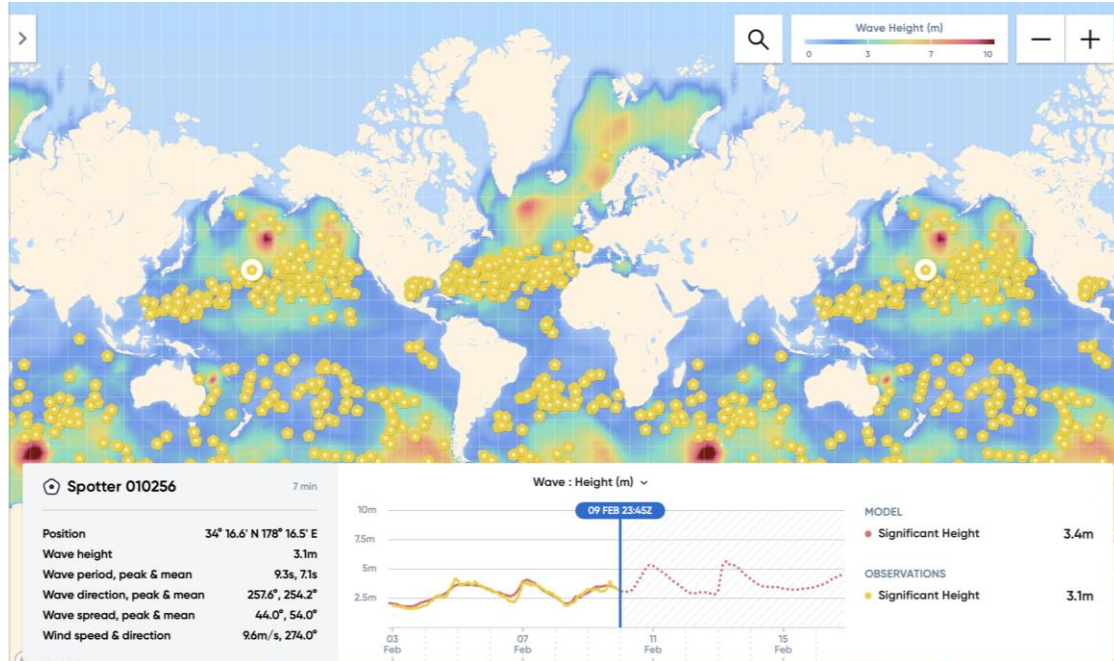 Wave Height (m)
0 3 7 10
Spotter 010256 7 min
Position 34° 16.6' N 178° 16.5' E
Wave height 3.1m
Wave period, peak & mean 9.3s, 7.1s
Wave direction, peak & mean 257.6°, 254.2°
Wave spread, peak & mean 44.0°, 54.0°
Wind speed & direction 9.6m/s, 274.0°
Wave : Height (m)
09 FEB 23:45Z
10m
7.5m
5m
2.5m
03 07 11 15
Feb Feb Feb Feb
MODEL
Significant Height 3.4m
OBSERVATIONS
Significant Height 3.1m